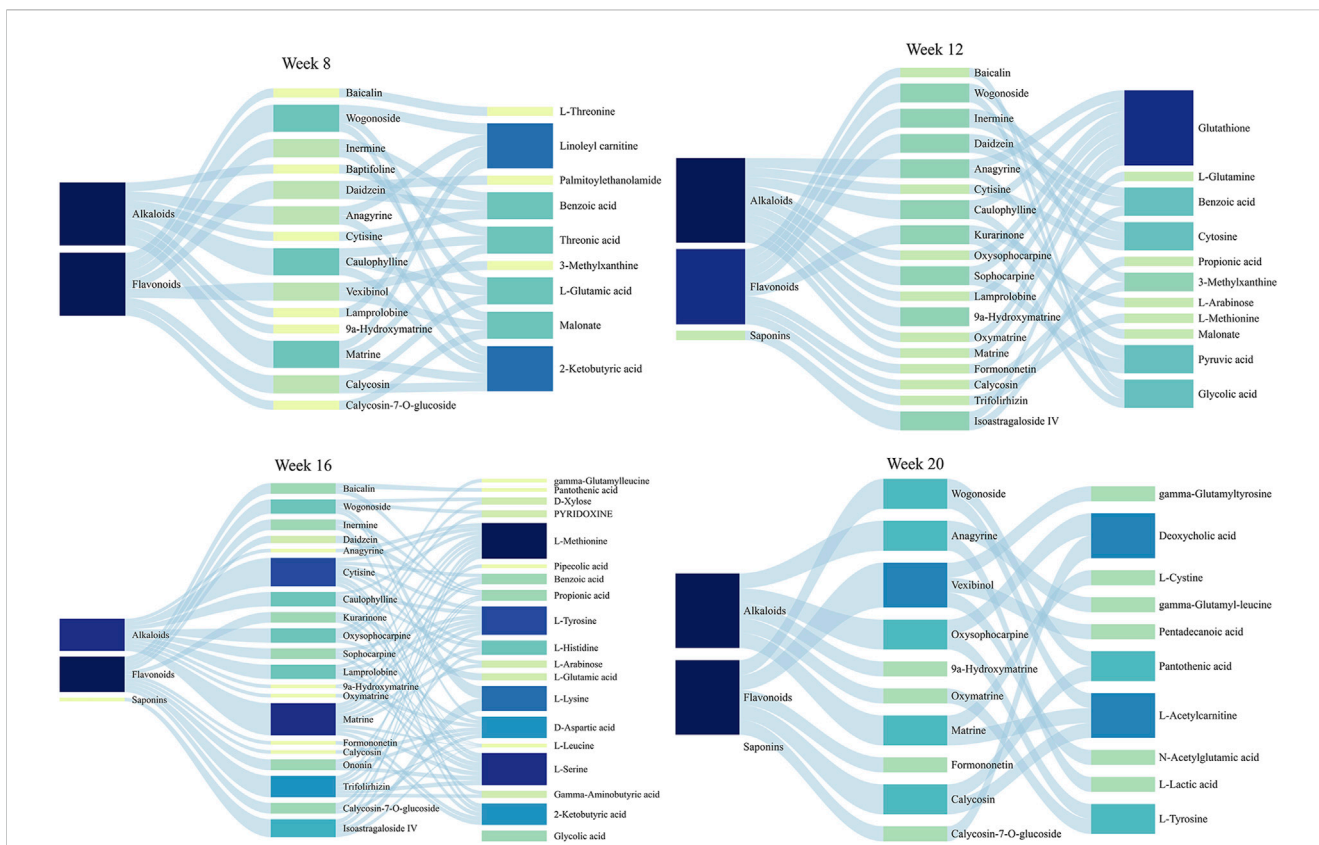 Week 8
Alkaloids
Flavonoids
Baicalin
Wogonoside
Inermine
Baptifoline
Daidzein
Anagyrine
Cytisine
Caulophylline
Vexibinol
Lamprolobine
9a-Hydroxymatrine
Matrine
Calycosin
Calycosin-7-O-glucoside
L-Threonine
Linoleyl carnitine
Palmitoylethanolamide
Benzoic acid
Threonic acid
3-Methylxanthine
L-Glutamic acid
Malonate
2-Ketobutyric acid
Week 12
Alkaloids
Flavonoids
Saponins
Baicalin
Wogonoside
Inermine
Daidzein
Anagyrine
Cytisine
Caulophylline
Kurarinone
Oxysophocarpine
Sophocarpine
Lamprolobine
9a-Hydroxymatrine
Oxymatrine
Matrine
Formononetin
Calycosin
Trifolirhizin
Isoastragaloside IV
Glutathione
L-Glutamine
Benzoic acid
Cytosine
Propionic acid
3-Methylxanthine
L-Arabinose
L-Methionine
Malonate
Pyruvic acid
Glycolic acid
Week 16
Alkaloids
Flavonoids
Saponins
Baicalin
Wogonoside
Inermine
Daidzein
Anagyrine
Cytisine
Caulophylline
Kurarinone
Oxysophocarpine
Sophocarpine
Lamprolobine
9a-Hydroxymatrine
Oxymatrine
Matrine
Formononetin
Calycosin
Ononin
Trifolirhizin
Calycosin-7-O-glucoside
Isoastragaloside IV
gamma-Glutamylleucine
Pantothenic acid
D-Xylose
PYRIDOXINE
L-Methionine
Pipecolic acid
Benzoic acid
Propionic acid
L-Tyrosine
L-Histidine
L-Arabinose
L-Glutamic acid
L-Lysine
D-Aspartic acid
L-Leucine
L-Serine
Gamma-Aminobutyric acid
2-Ketobutyric acid
Glycolic acid
Week 20
Alkaloids
Flavonoids
Saponins
Wogonoside
Anagyrine
Vexibinol
Oxysophocarpine
9a-Hydroxymatrine
Oxymatrine
Matrine
Formononetin
Calycosin
Calycosin-7-O-glucoside
gamma-Glutamyltyrosine
Deoxycholic acid
L-Cystine
gamma-Glutamyl-leucine
Pentadecanoic acid
Pantothenic acid
L-Acetylcarnitine
N-Acetylglutamic acid
L-Lactic acid
L-Tyrosine